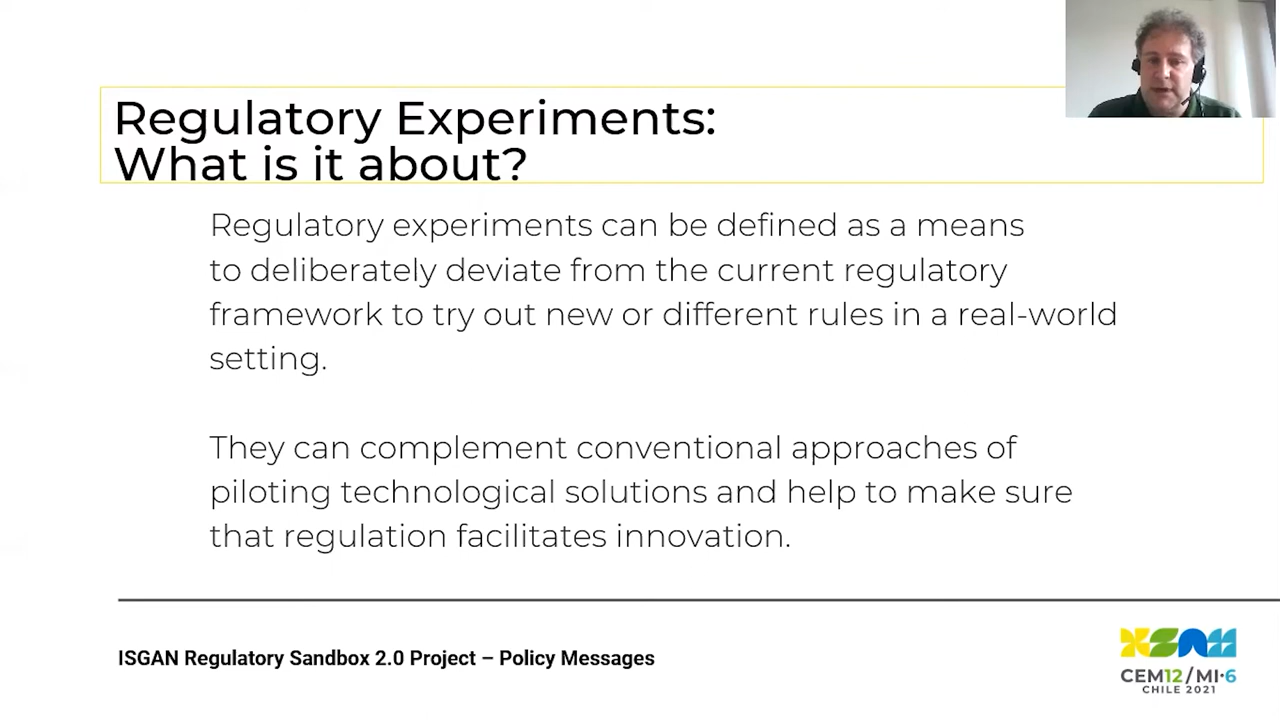 Regulatory Experiments:
What is it about?
Regulatory experiments can be defined as a means
to deliberately deviate from the current regulatory
framework to try out new or different rules in a real-world
setting.
They can complement conventional approaches of
piloting technological solutions and help to make sure
that regulation facilitates innovation.
ISGAN Regulatory Sandbox 2.0 Project – Policy Messages
CEM12/MI·6
CHILE 2021